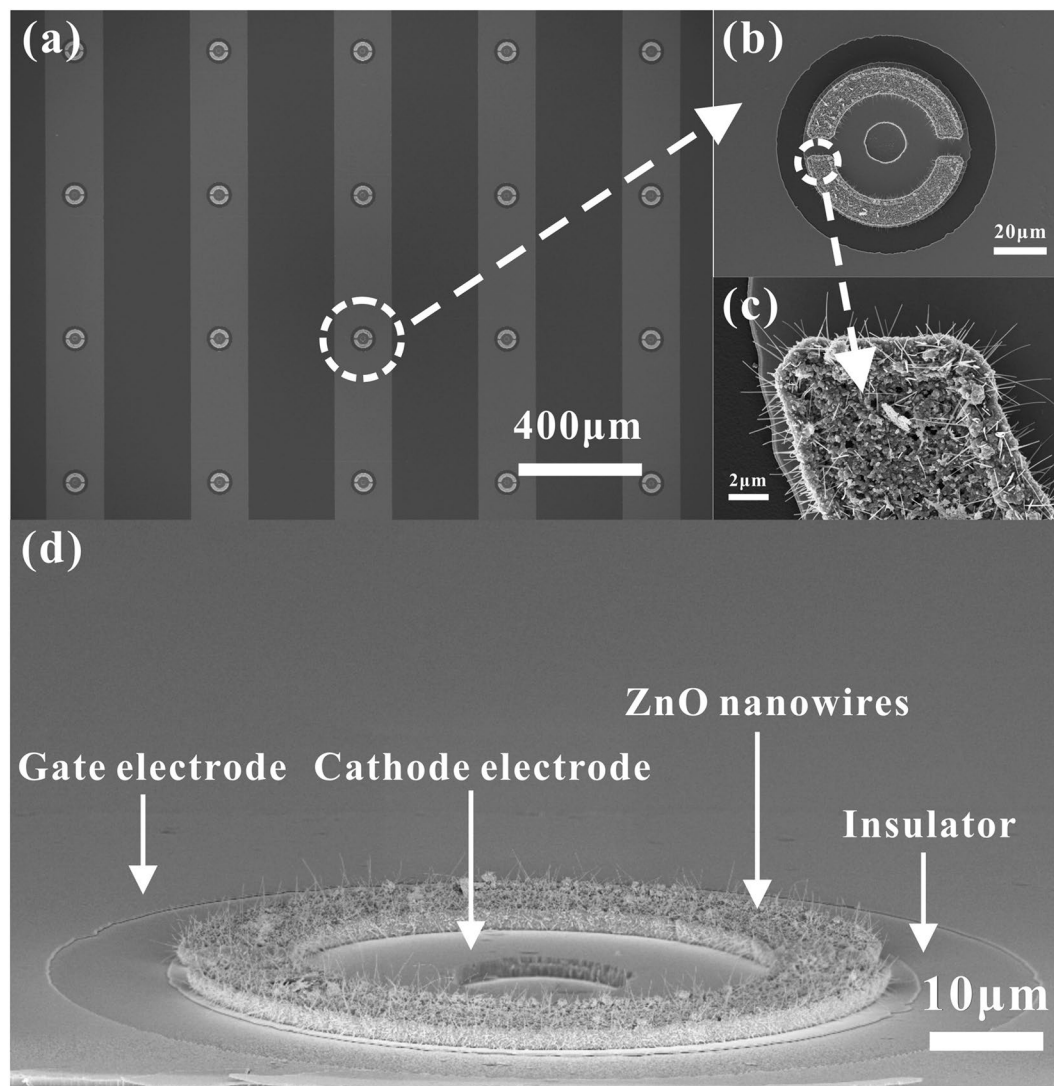 (a)
(b)
400μm
20μm
(c)
2μm
(d)
ZnO nanowires
Gate electrode
Cathode electrode
Insulator
10μm